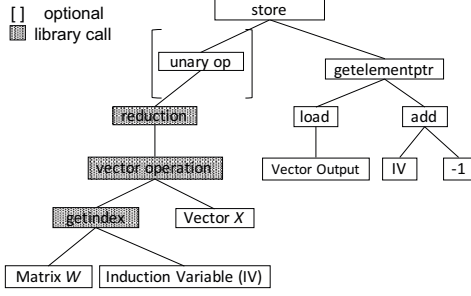 [ ] optional
library call
store
unary op
getelementptr
reduction
load
add
vector operation
Vector Output
IV
-1
getindex
Vector X
Matrix W
Induction Variable (IV)